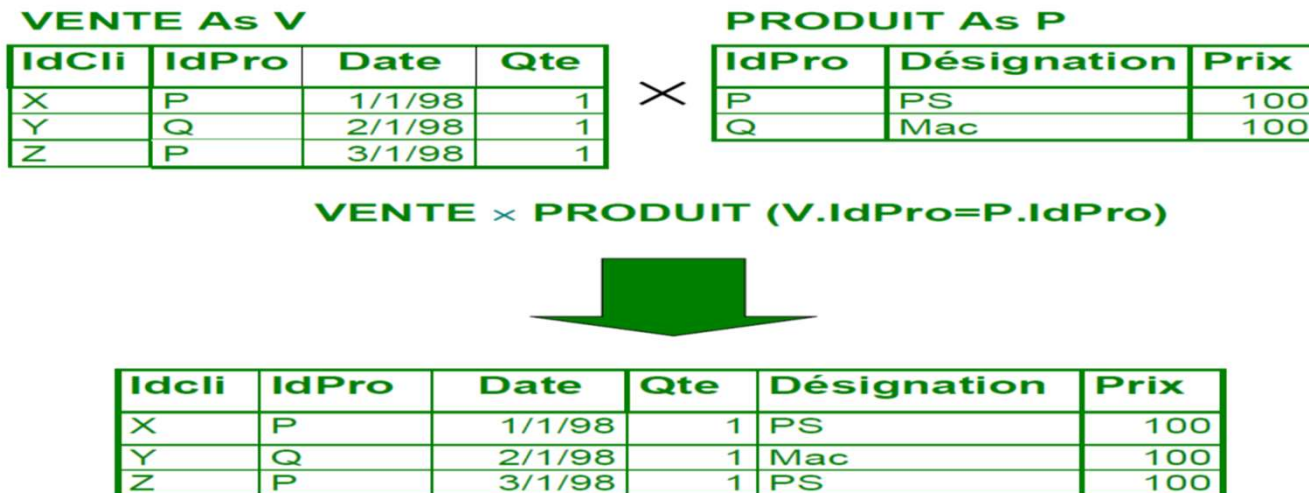 VENTE As V
IdCli IdPro Date Qte
X P 1/1/98 1
Y Q 2/1/98 1
Z P 3/1/98 1
×
PRODUIT As P
IdPro Désignation Prix
P PS 100
Q Mac 100
VENTE × PRODUIT (V.IdPro=P.IdPro)
Idcli IdPro Date Qte Désignation Prix
X P 1/1/98 1 PS 100
Y Q 2/1/98 1 Mac 100
Z P 3/1/98 1 PS 100